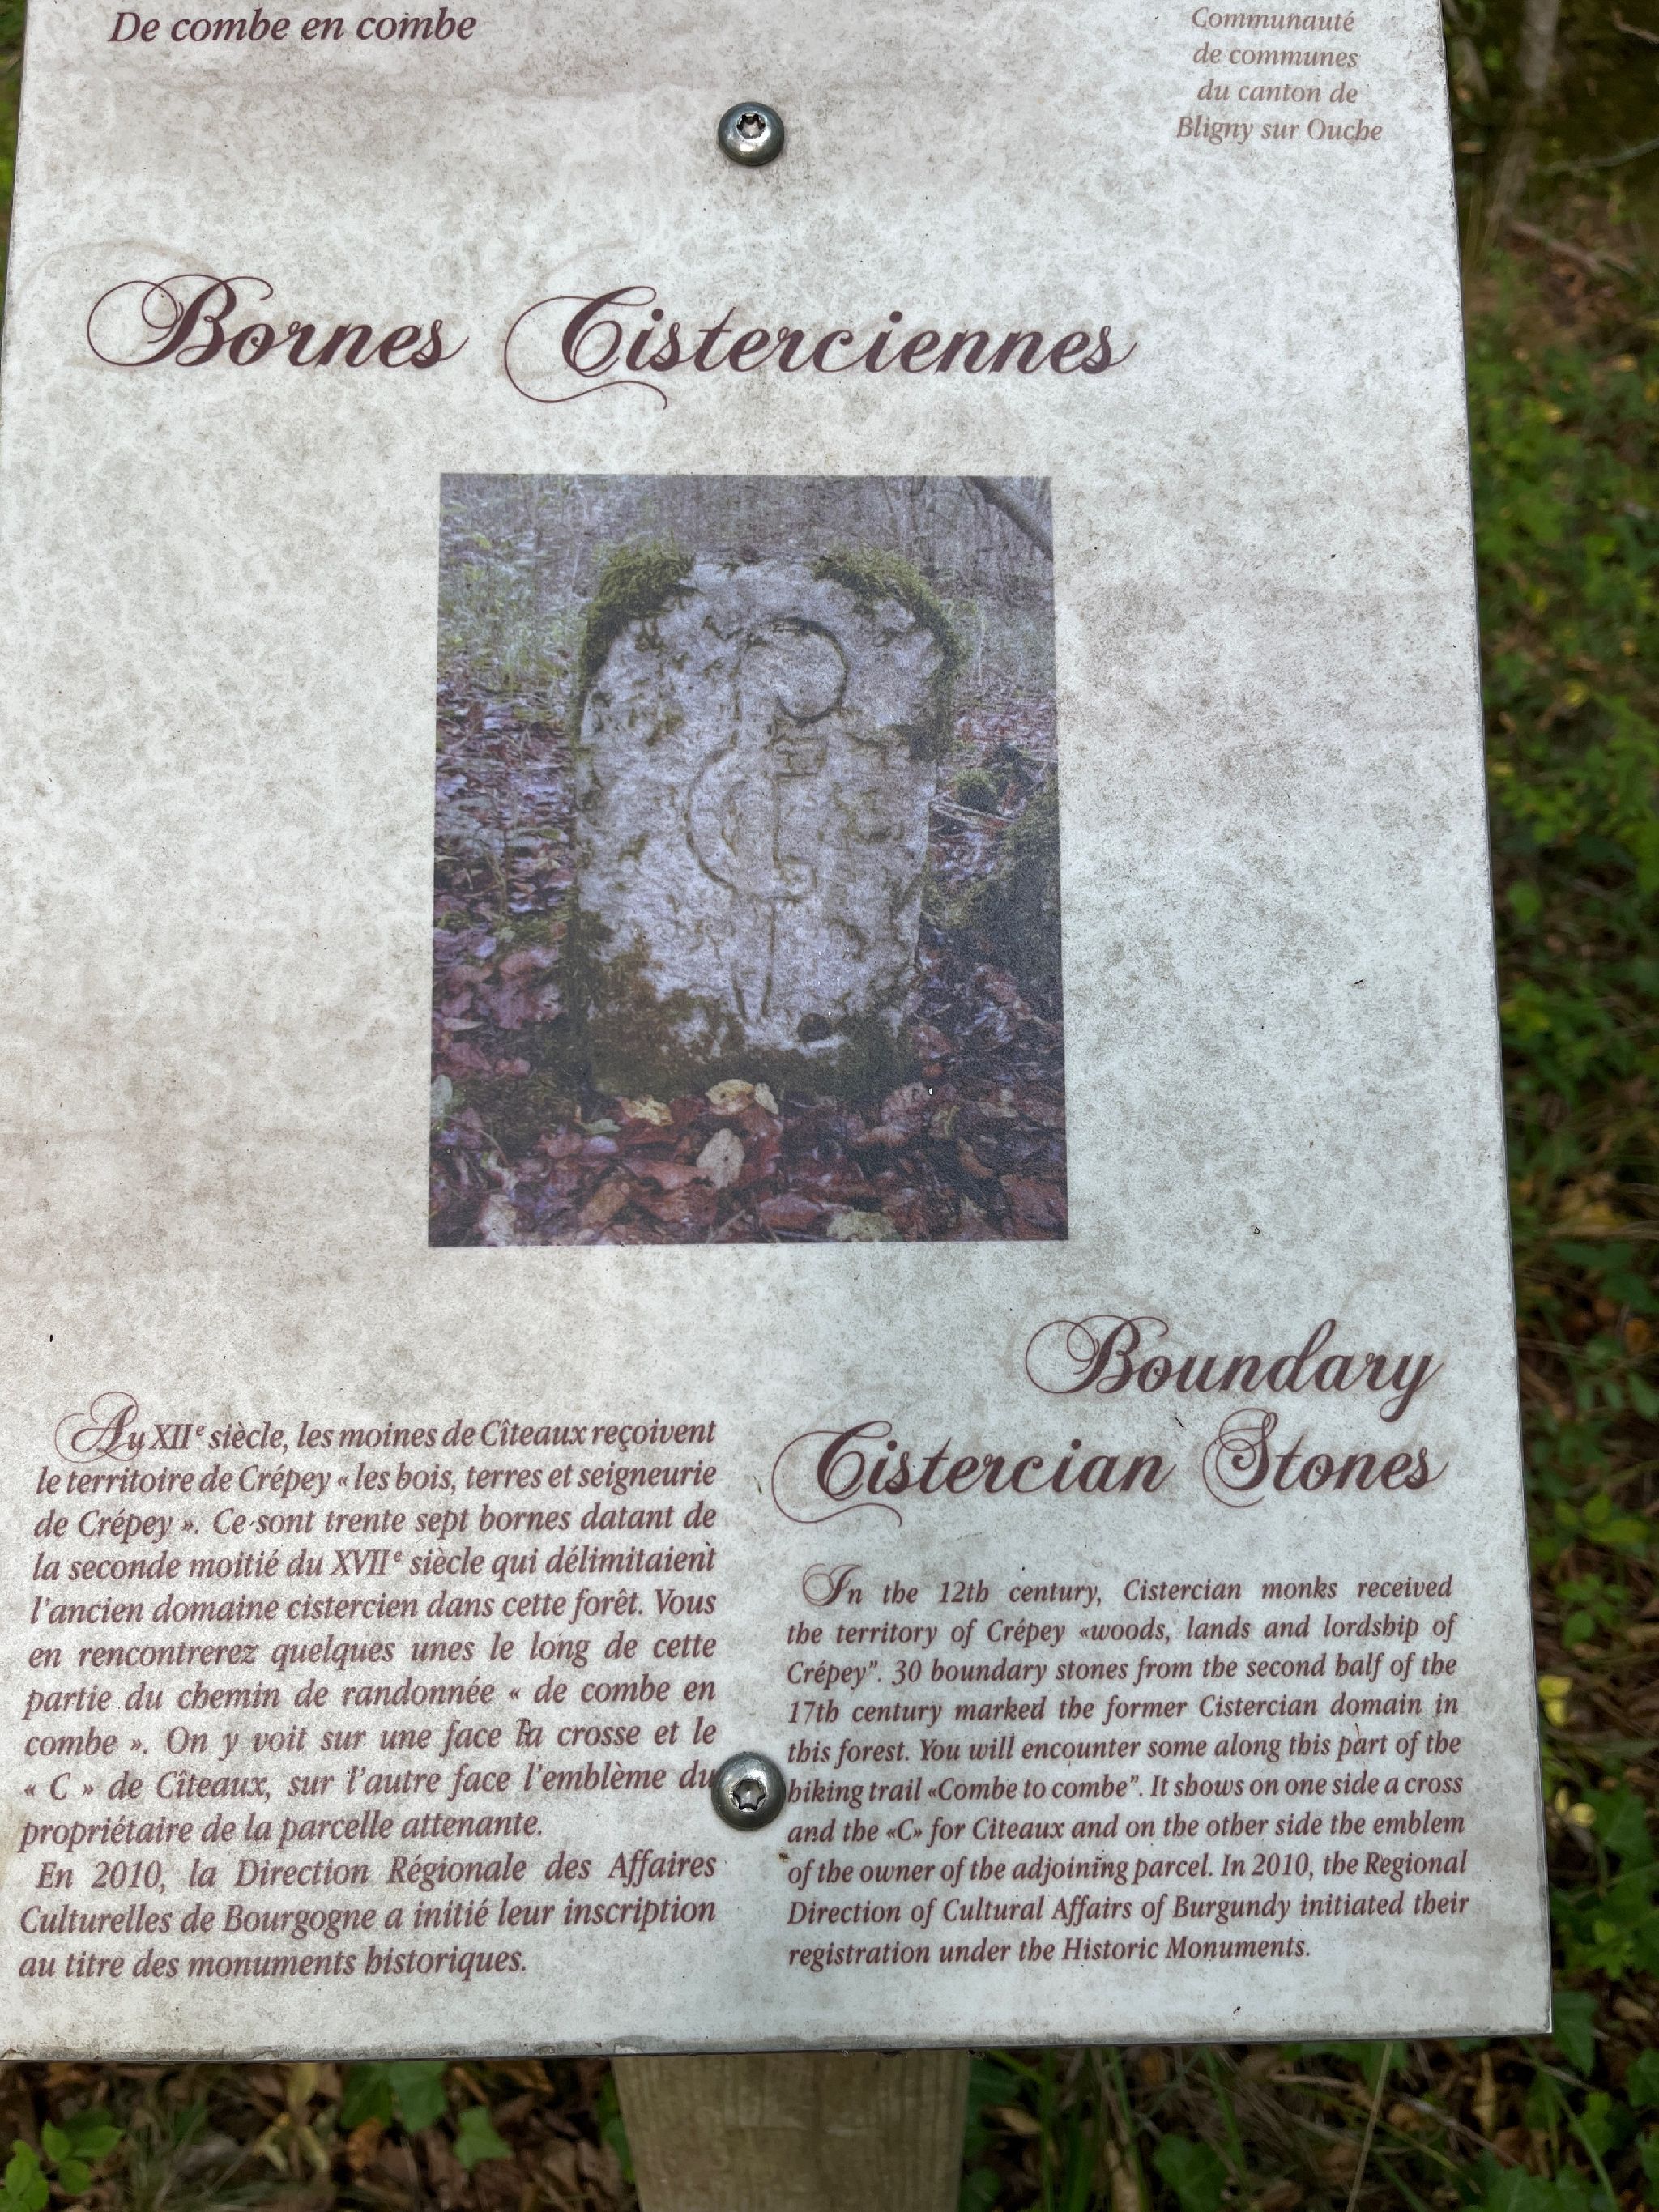 De combe en combe
Communauté
de communes
du canton de
Bligny sur Ouche
Bornes Cisterciennes
Au XIIe siècle, les moines de Cîteaux reçoivent
le territoire de Crépey « les bois, terres et seigneurie
de Crépey ». Ce sont trente sept bornes datant de
la seconde moitié du XVIIe siècle qui délimitaient
l'ancien domaine cistercien dans cette forêt. Vous
en rencontrerez quelques unes le long de cette
partie du chemin de randonnée « de combe en
combe ». On y voit sur une face la crosse et le
« C » de Cîteaux, sur l'autre face l'emblème du
propriétaire de la parcelle attenante.
En 2010, la Direction Régionale des Affaires
Culturelles de Bourgogne a initié leur inscription
au titre des monuments historiques.
Boundary
Cistercian Stones
In the 12th century, Cistercian monks received
the territory of Crépey «woods, lands and lordship of
Crépey”. 30 boundary stones from the second half of the
17th century marked the former Cistercian domain in
this forest. You will encounter some along this part of the
hiking trail «Combe to combe”. It shows on one side a cross
and the «C» for Citeaux and on the other side the emblem
of the owner of the adjoining parcel. In 2010, the Regional
Direction of Cultural Affairs of Burgundy initiated their
registration under the Historic Monuments.